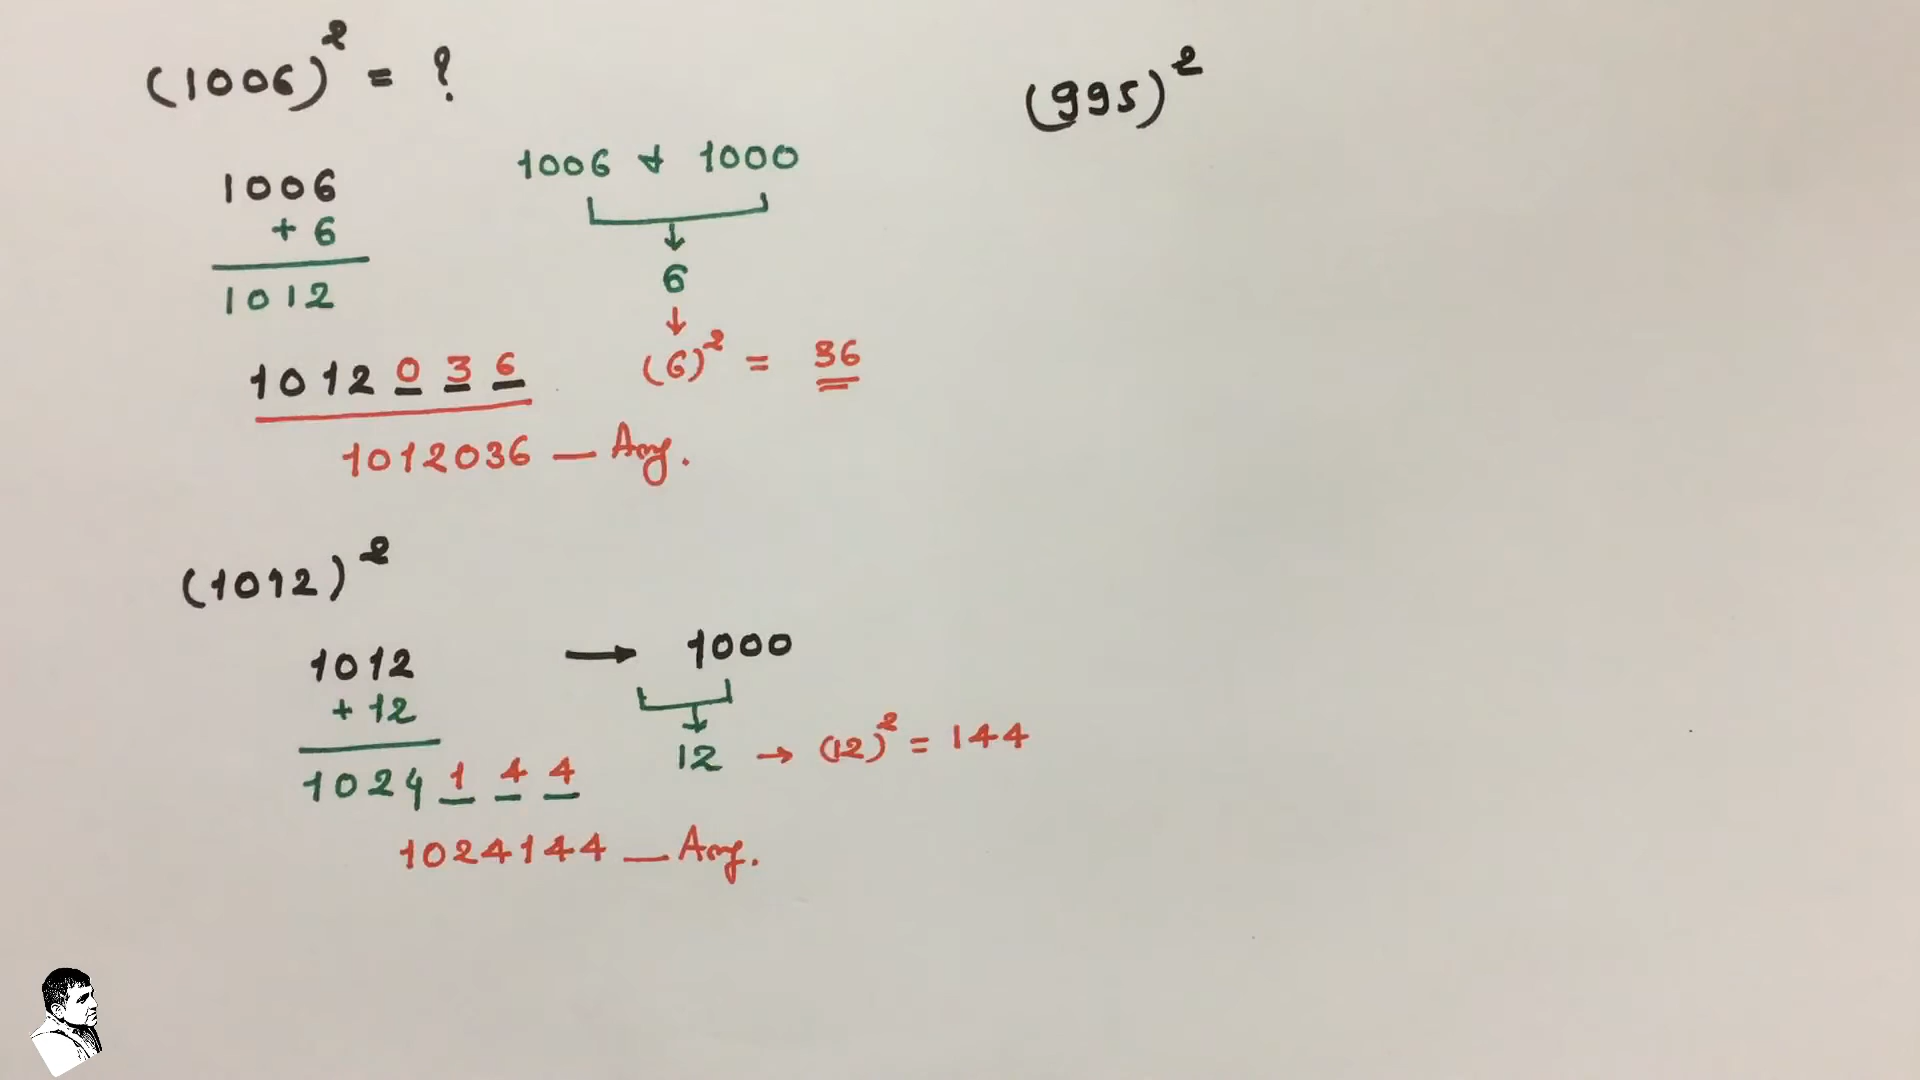 (1006)² = ?
1006
+ 6
1012
1006 & 1000
↓
6
↓
(6)² = 36
1012 0 3 6
1012036 — Ans.
(1012)²
1012 → 1000
+ 12
↓
12 → (12)² = 144
1024 1 4 4
1024144 — Ans.
(995)²